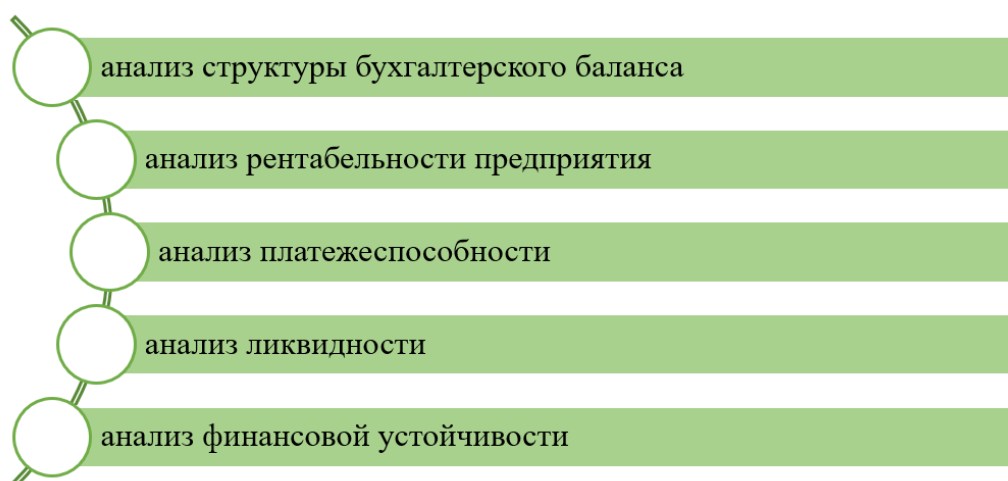 анализ структуры бухгалтерского баланса
анализ рентабельности предприятия
анализ платежеспособности
анализ ликвидности
анализ финансовой устойчивости